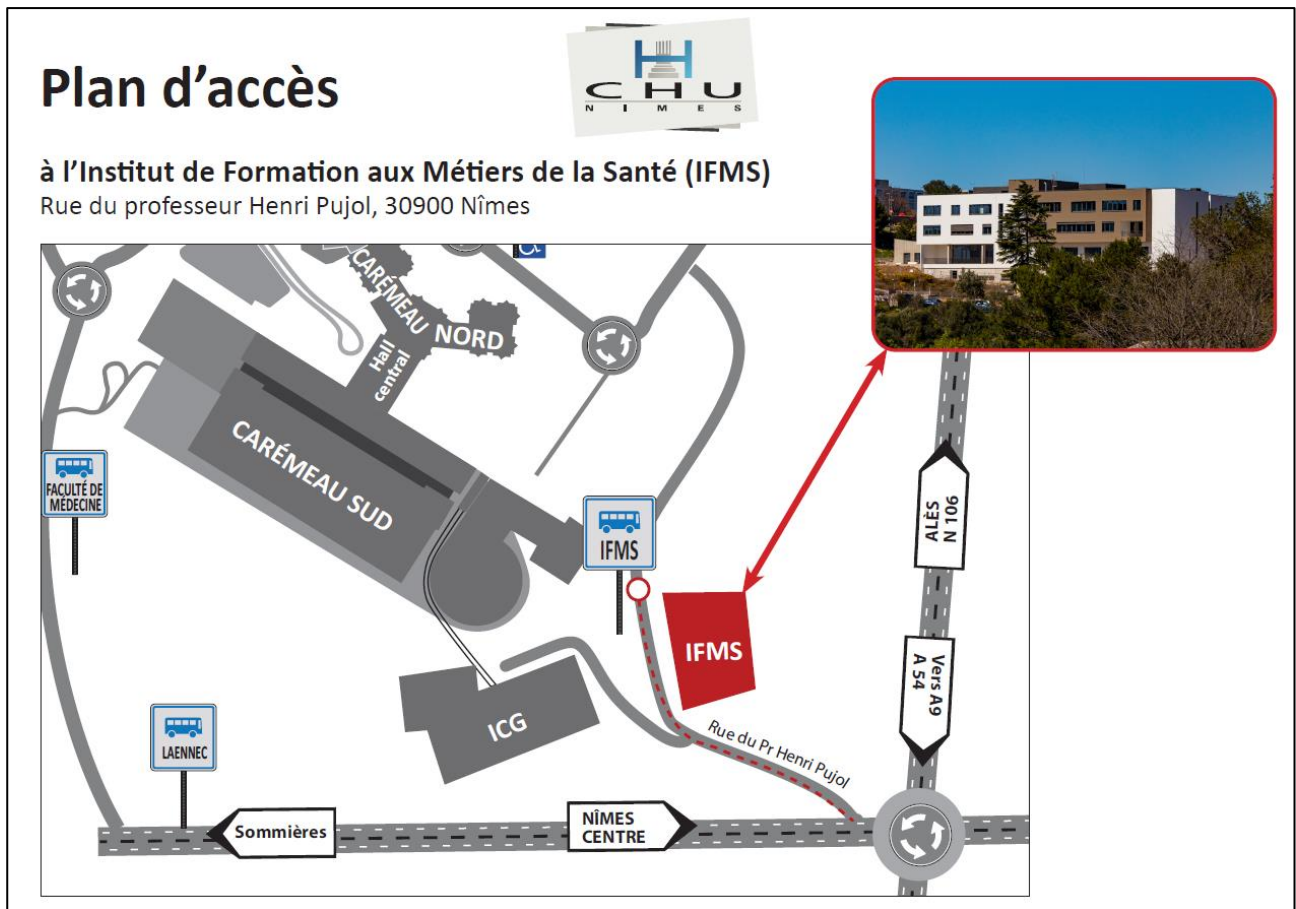 Plan d’accès
CHU
NIMES
à l’Institut de Formation aux Métiers de la Santé (IFMS)
Rue du professeur Henri Pujol, 30900 Nîmes
CARÉMEAU
NORD
Hall
central
CARÉMEAU SUD
FACULTÉ DE
MÉDECINE
IFMS
ALÈS
N 106
IFMS
Vers A9
A 54
ICG
LAENNEC
Rue du Pr Henri Pujol
Sommières
NÎMES
CENTRE